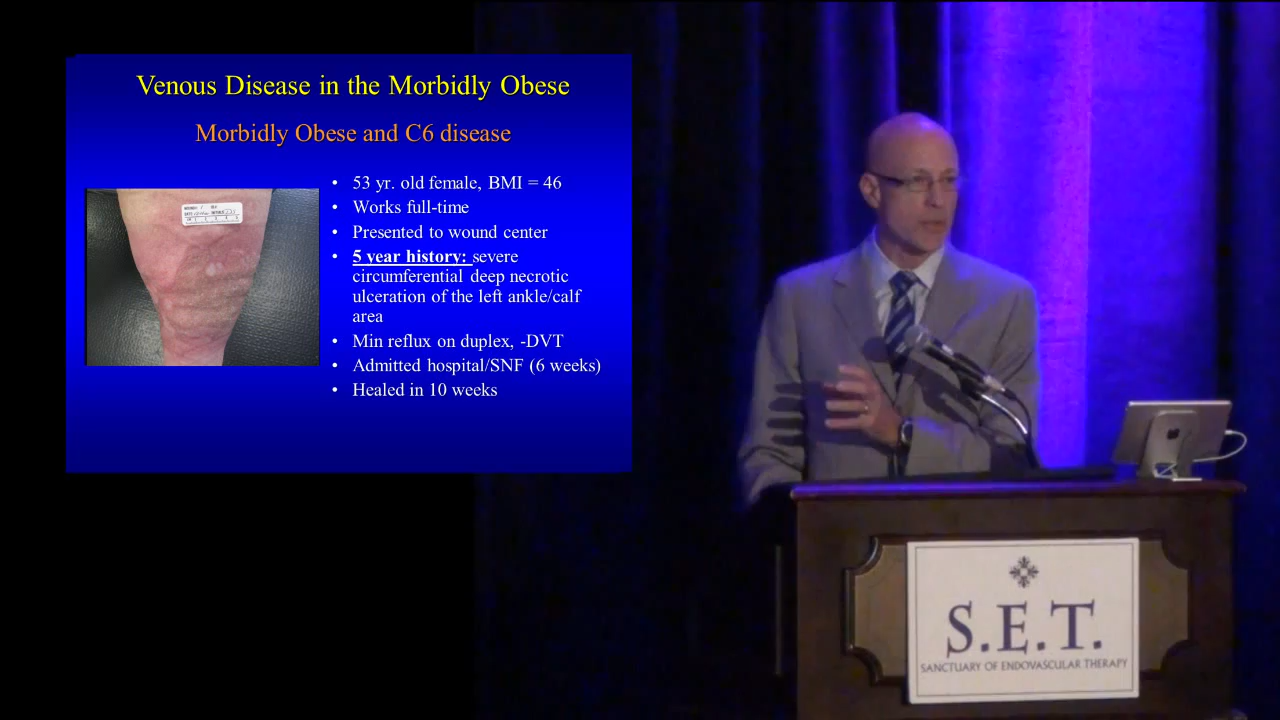 Venous Disease in the Morbidly Obese
Morbidly Obese and C6 disease
• 53 yr. old female, BMI = 46
• Works full-time
• Presented to wound center
• 5 year history: severe
circumferential deep necrotic
ulceration of the left ankle/calf
area
• Min reflux on duplex, -DVT
• Admitted hospital/SNF (6 weeks)
• Healed in 10 weeks
S.E.T.
SANCTUARY OF ENDOVASCULAR THERAPY